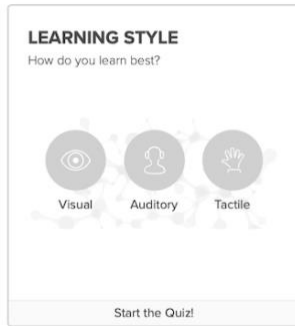 LEARNING STYLE
How do you learn best?
Visual Auditory Tactile
Start the Quiz!